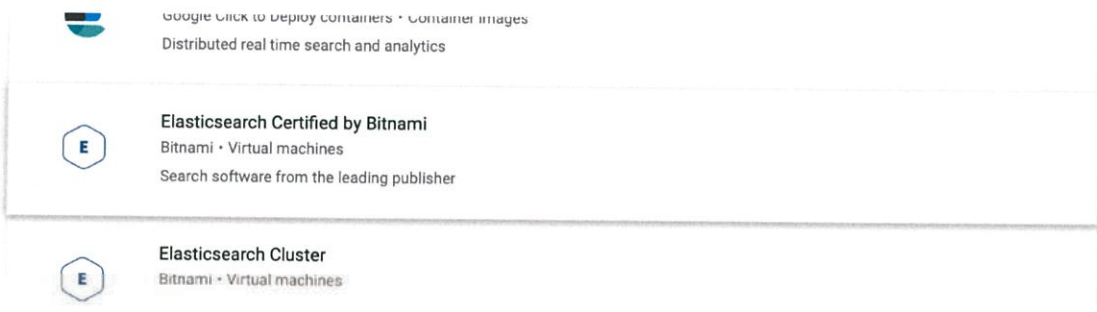 Google Click to Deploy containers • Container images
Distributed real time search and analytics
E
Elasticsearch Certified by Bitnami
Bitnami • Virtual machines
Search software from the leading publisher
E
Elasticsearch Cluster
Bitnami • Virtual machines